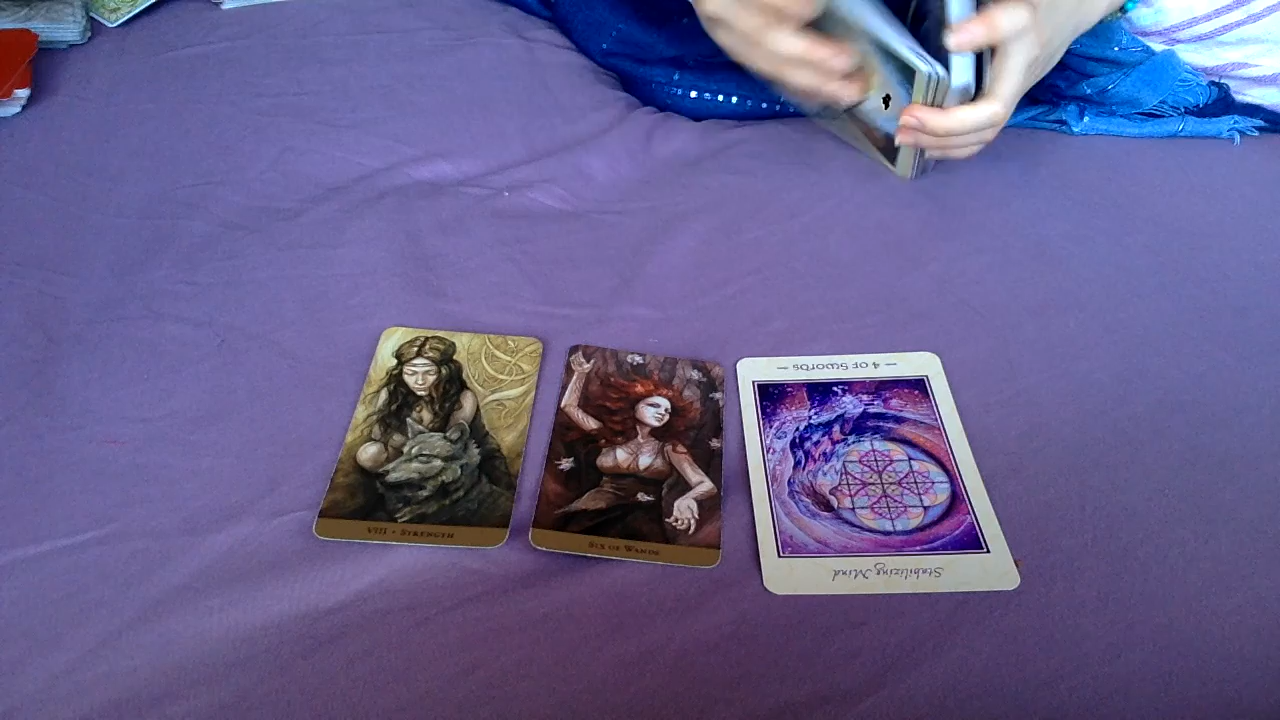 VIII • STRENGTH
SIX OF WANDS
— 4 OF SWORDS —
Stabilizing Mind